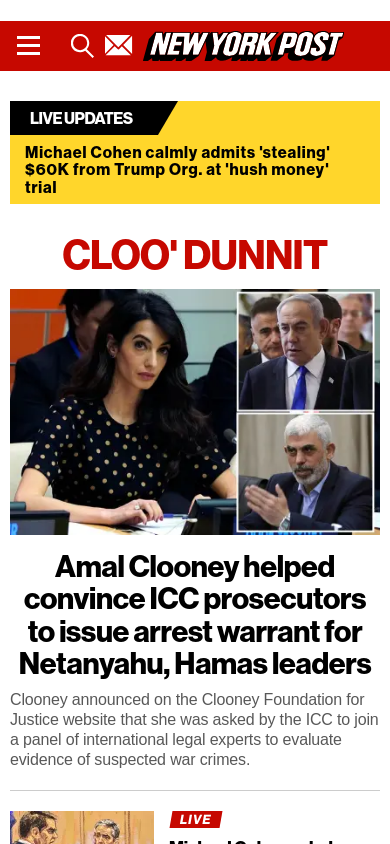 NEW YORK POST
LIVE UPDATES
Michael Cohen calmly admits 'stealing'
$60K from Trump Org. at 'hush money'
trial
CLOO' DUNNIT
Amal Clooney helped
convince ICC prosecutors
to issue arrest warrant for
Netanyahu, Hamas leaders
Clooney announced on the Clooney Foundation for
Justice website that she was asked by the ICC to join
a panel of international legal experts to evaluate
evidence of suspected war crimes.
LIVE